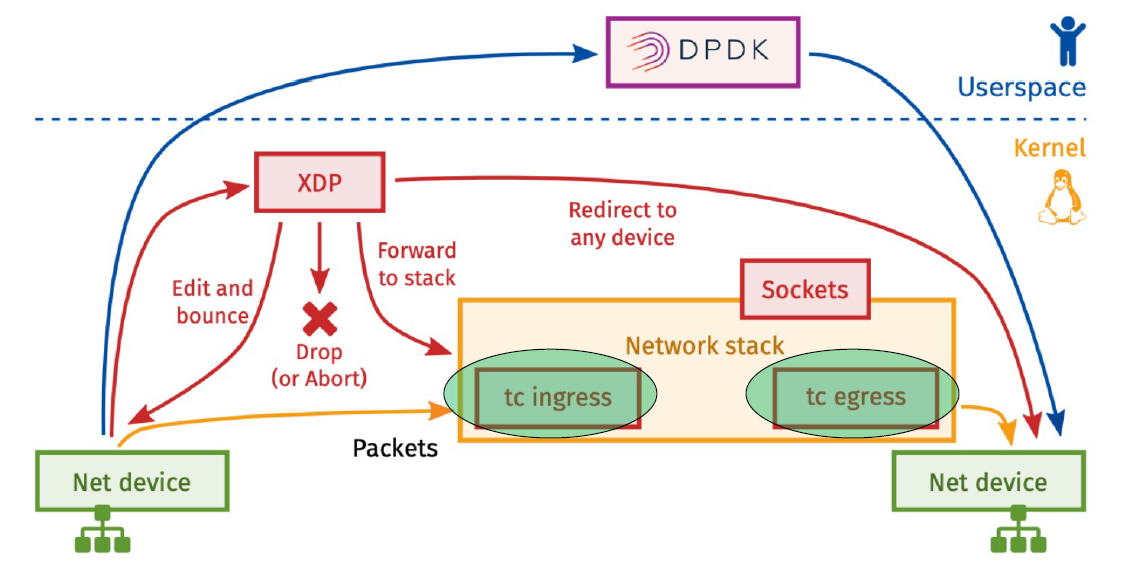 DPDK
Userspace
Kernel
XDP
Redirect to
any device
Forward
to stack
Edit and
bounce
Sockets
Drop
(or Abort)
Network stack
tc ingress
tc egress
Packets
Net device
Net device